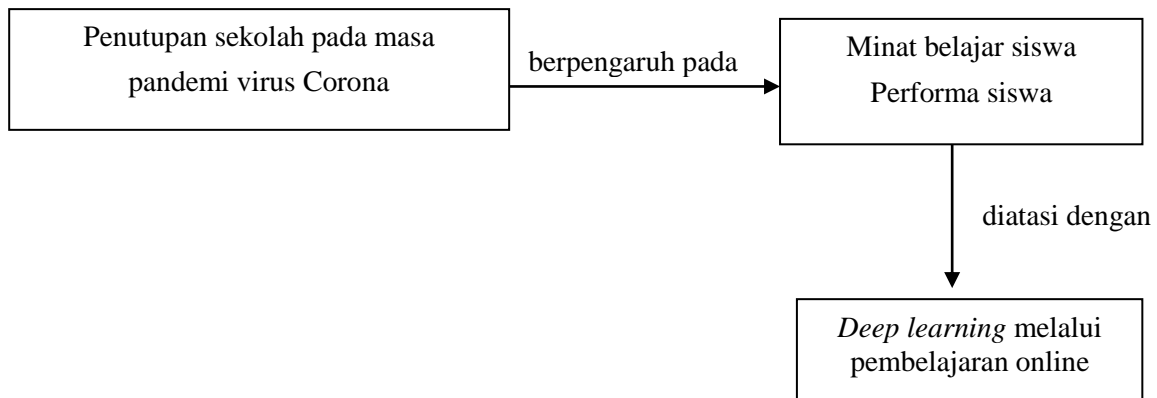 Penutupan sekolah pada masa
pandemi virus Corona
berpengaruh pada
Minat belajar siswa
Performa siswa
diatasi dengan
Deep learning melalui
pembelajaran online